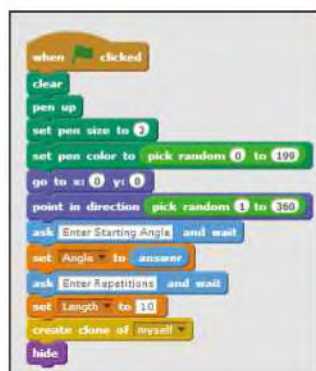 when clicked
clear
pen up
set pen size to 3
set pen color to pick random 0 to 199
go to x: 0 y: 0
point in direction pick random 1 to 360
ask Enter Starting Angle and wait
set Angle to answer
ask Enter Repetitions and wait
set Length to 10
create clone of myself
hide